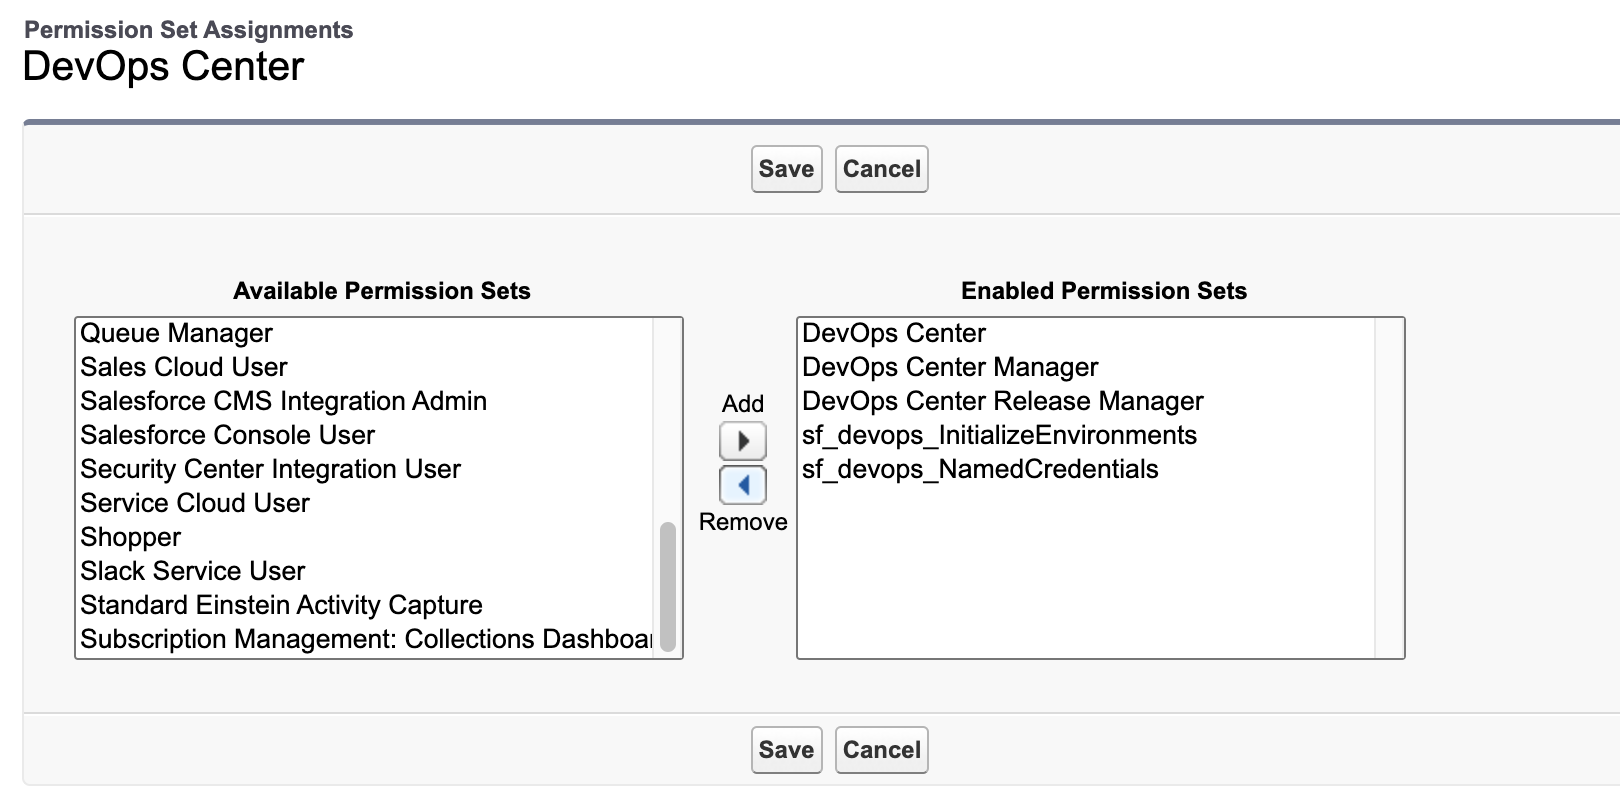 Permission Set Assignments
DevOps Center
Save Cancel
Available Permission Sets
Queue Manager
Sales Cloud User
Salesforce CMS Integration Admin
Salesforce Console User
Security Center Integration User
Service Cloud User
Shopper
Slack Service User
Standard Einstein Activity Capture
Subscription Management: Collections
Add
Remove
Enabled Permission Sets
DevOps Center
DevOps Center Manager
DevOps Center Release Manager
sf_devops_InitializeEnvironments
sf_devops_NamedCredentials
Save Cancel